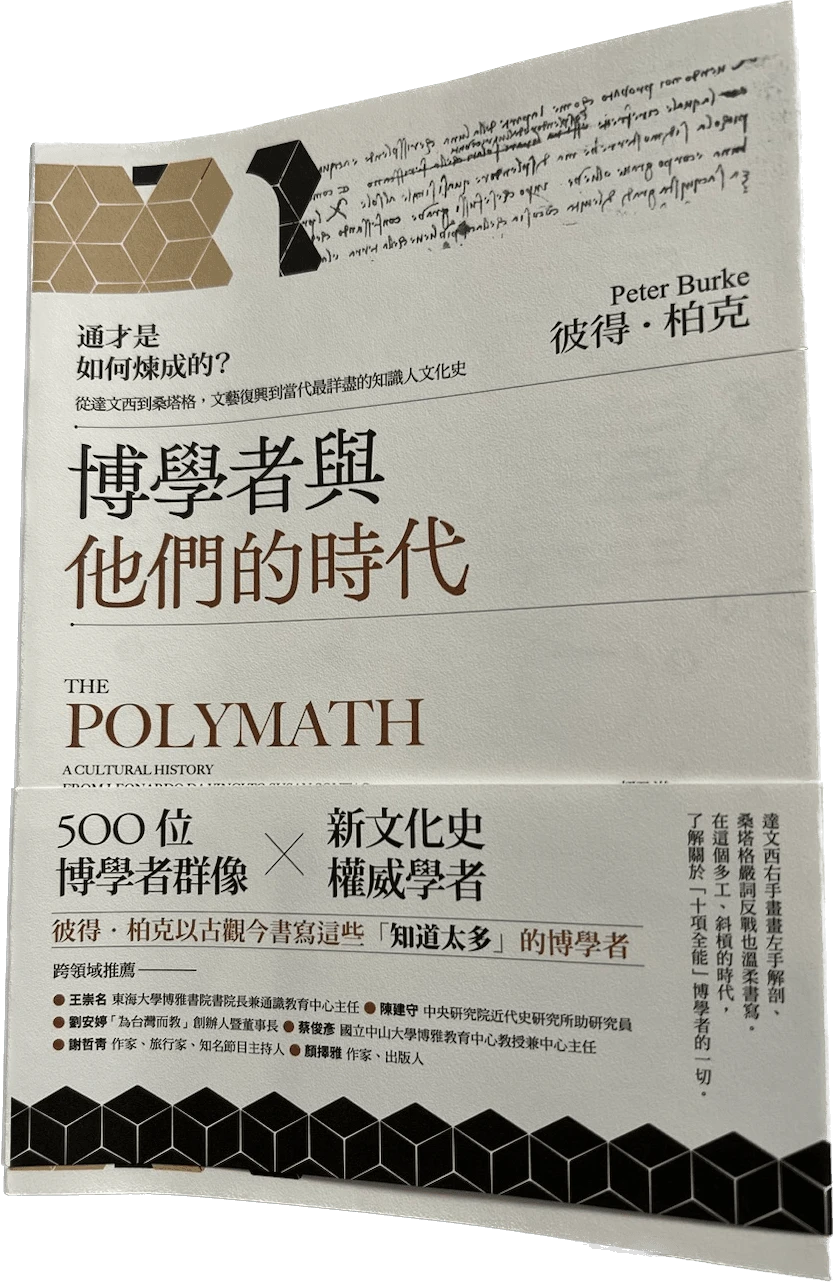 Peter Burke
彼得·柏克
通才是
如何煉成的?
從達文西到桑塔格，文藝復興到當代最詳盡的知識人文化史
博學者與
他們的時代
THE
POLYMATH
A CULTURAL HISTORY
500 位
博學者群像
×
新文化史
權威學者
彼得·柏克以古觀今書寫這些「知道太多」的博學者
跨領域推薦——
●王崇名 東海大學博雅書院書院長兼通識教育中心主任 ●陳建守 中央研究院近代史研究所助研究員
●劉安婷「為台灣而教」創辦人暨董事長 ●蔡俊彥 國立中山大學博雅教育中心教授兼中心主任
●謝哲青 作家、旅行家、知名節目主持人 ●顏擇雅 作家、出版人
達文西右手畫畫左手解剖、
桑塔格嚴詞反戰也溫柔書寫。
在這個多工、斜槓的時代，
了解關於「十項全能」博學者的一切。